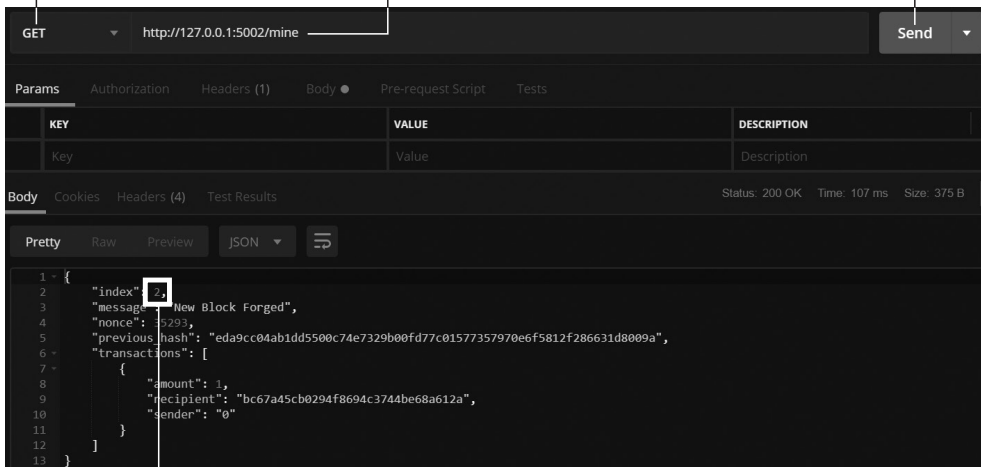 GET http://127.0.0.1:5002/mine Send
Params Authorization Headers (1) Body Pre-request Script Tests
KEY VALUE DESCRIPTION
Key Value Description
Body Cookies Headers (4) Test Results Status: 200 OK Time: 107 ms Size: 375 B
Pretty Raw Preview JSON
1 {
2 "index": 2,
3 "message": "New Block Forged",
4 "nonce": 35293,
5 "previous_hash": "eda9cc04ab1dd5500c74e7329b00fd77c01577357970e6f5812f286631d8009a",
6 "transactions": [
7 {
8 "amount": 1,
9 "recipient": "bc67a45cb0294f8694c3744be68a612a",
10 "sender": "0"
11 }
12 ]
13 }